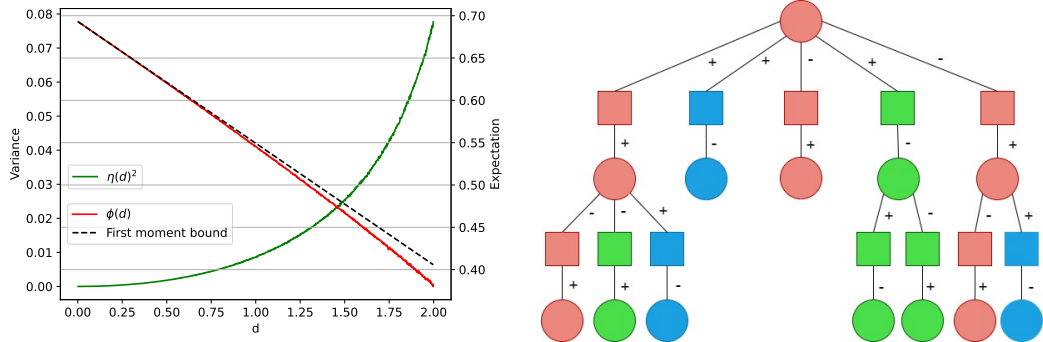 0.08
0.07
0.06
0.05
0.04
0.03
0.02
0.01
0.00
Variance
0.70
0.65
0.60
0.55
0.50
0.45
0.40
Expectation
η(d)²
ϕ(d)
First moment bound
0.00 0.25 0.50 0.75 1.00 1.25 1.50 1.75 2.00
d
+ + - + -
+ - + - +
- - + + - - +
+ + - - + + -